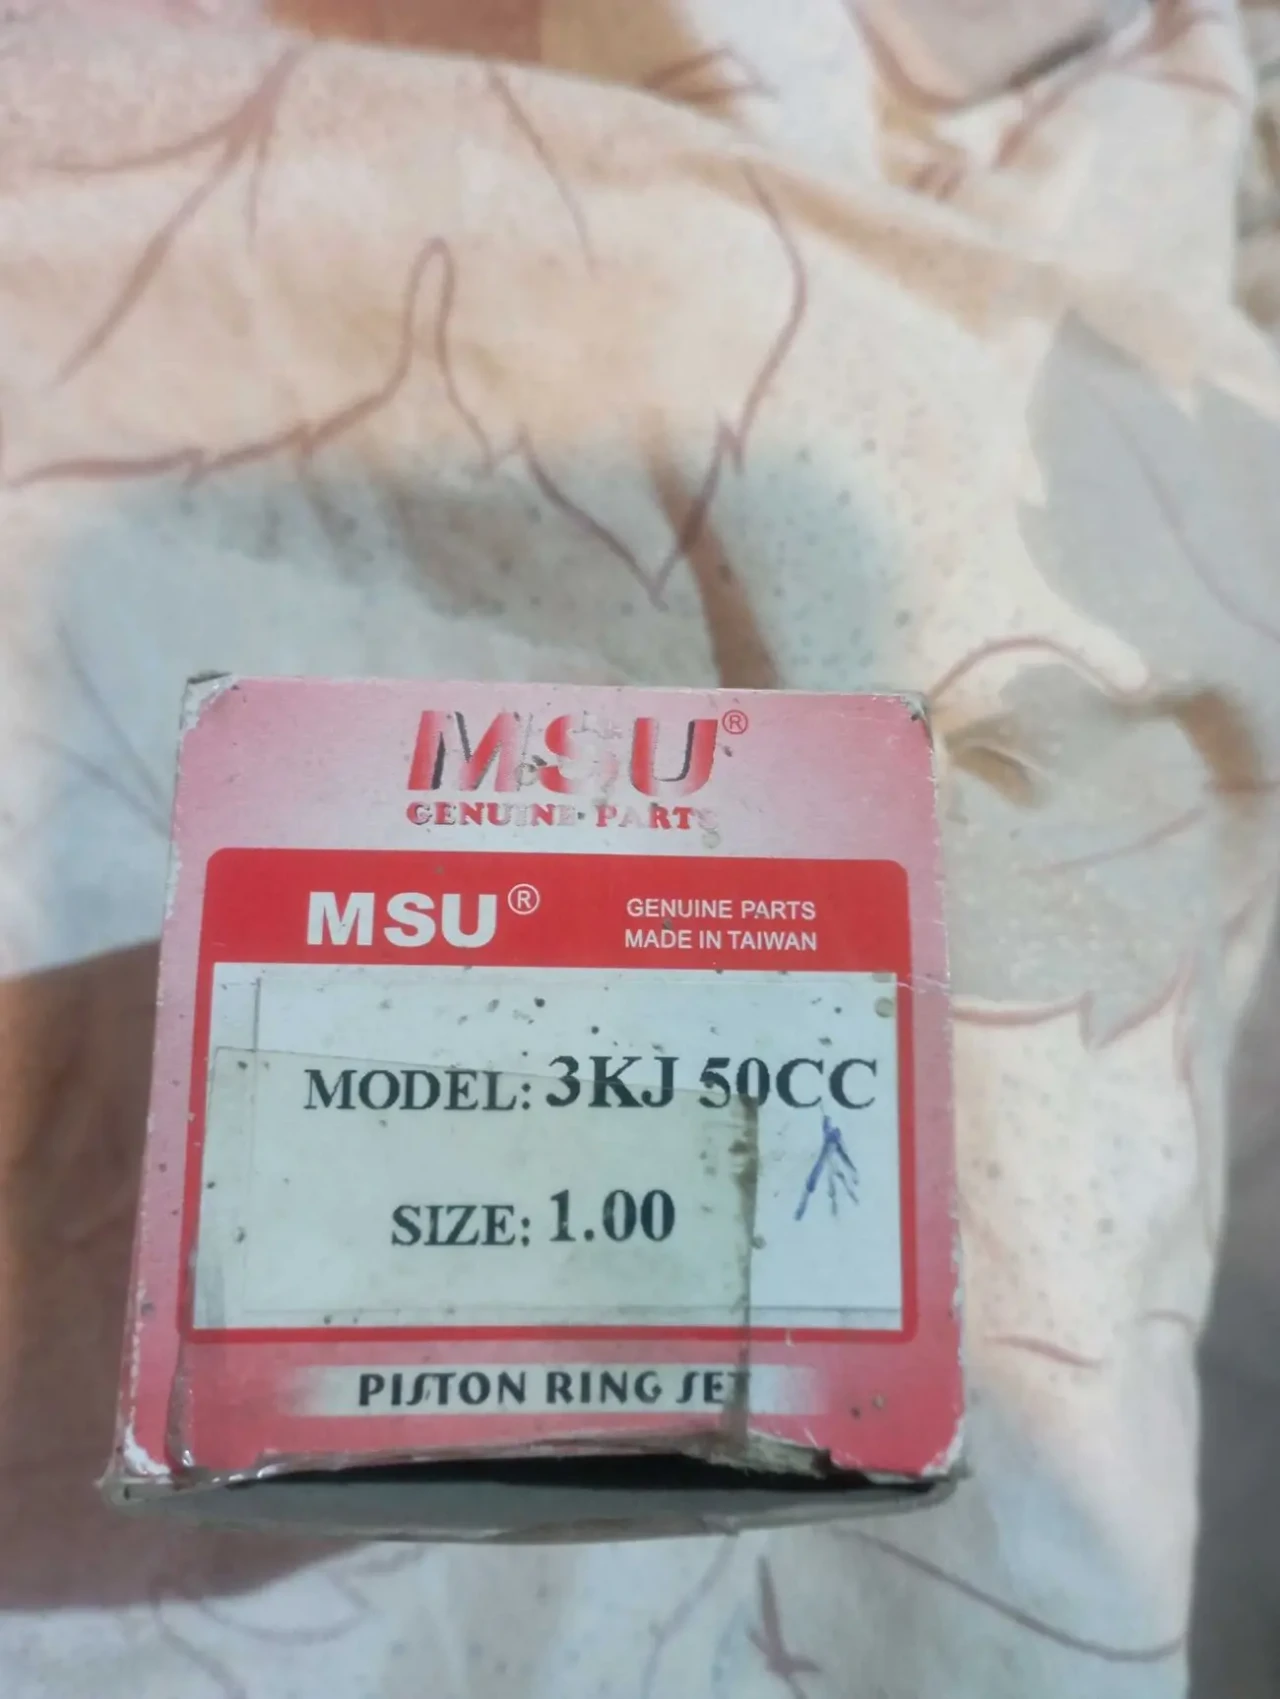 MSU®
GENUINE PARTS
MSU®
GENUINE PARTS
MADE IN TAIWAN
MODEL: 3KJ 50CC
SIZE: 1.00
PISTON RING SET